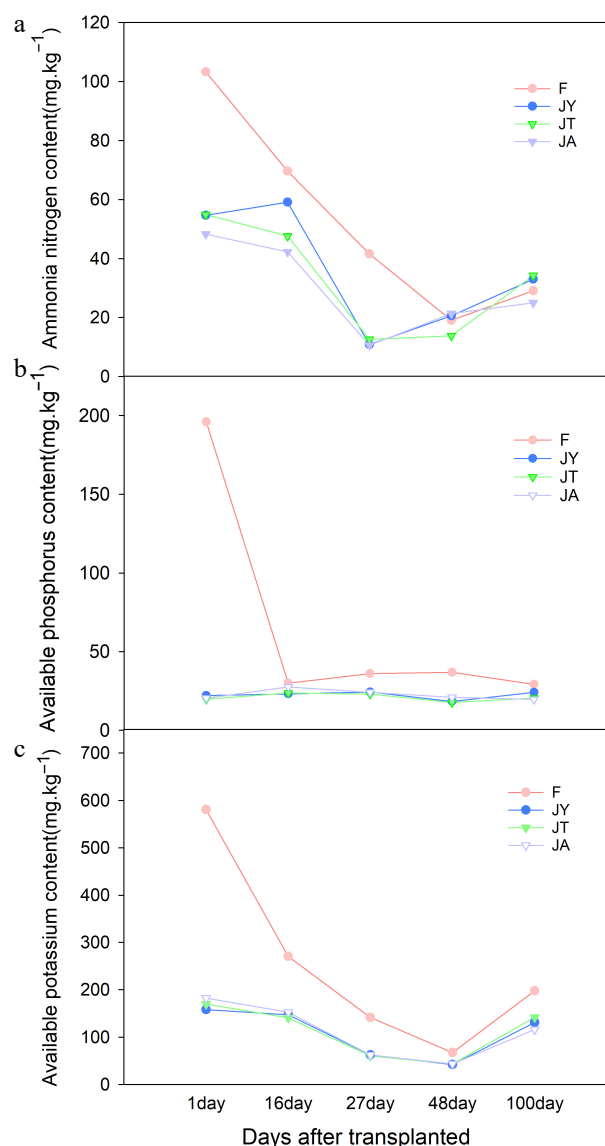 a
120
100
80
60
40
20
0
Ammonia nitrogen content(mg.kg⁻¹)
F
JY
JT
JA
b
200
150
100
50
0
Available phosphorus content(mg.kg⁻¹)
F
JY
JT
JA
c
700
600
500
400
300
200
100
0
Available potassium content(mg.kg⁻¹)
F
JY
JT
JA
1day 16day 27day 48day 100day
Days after transplanted